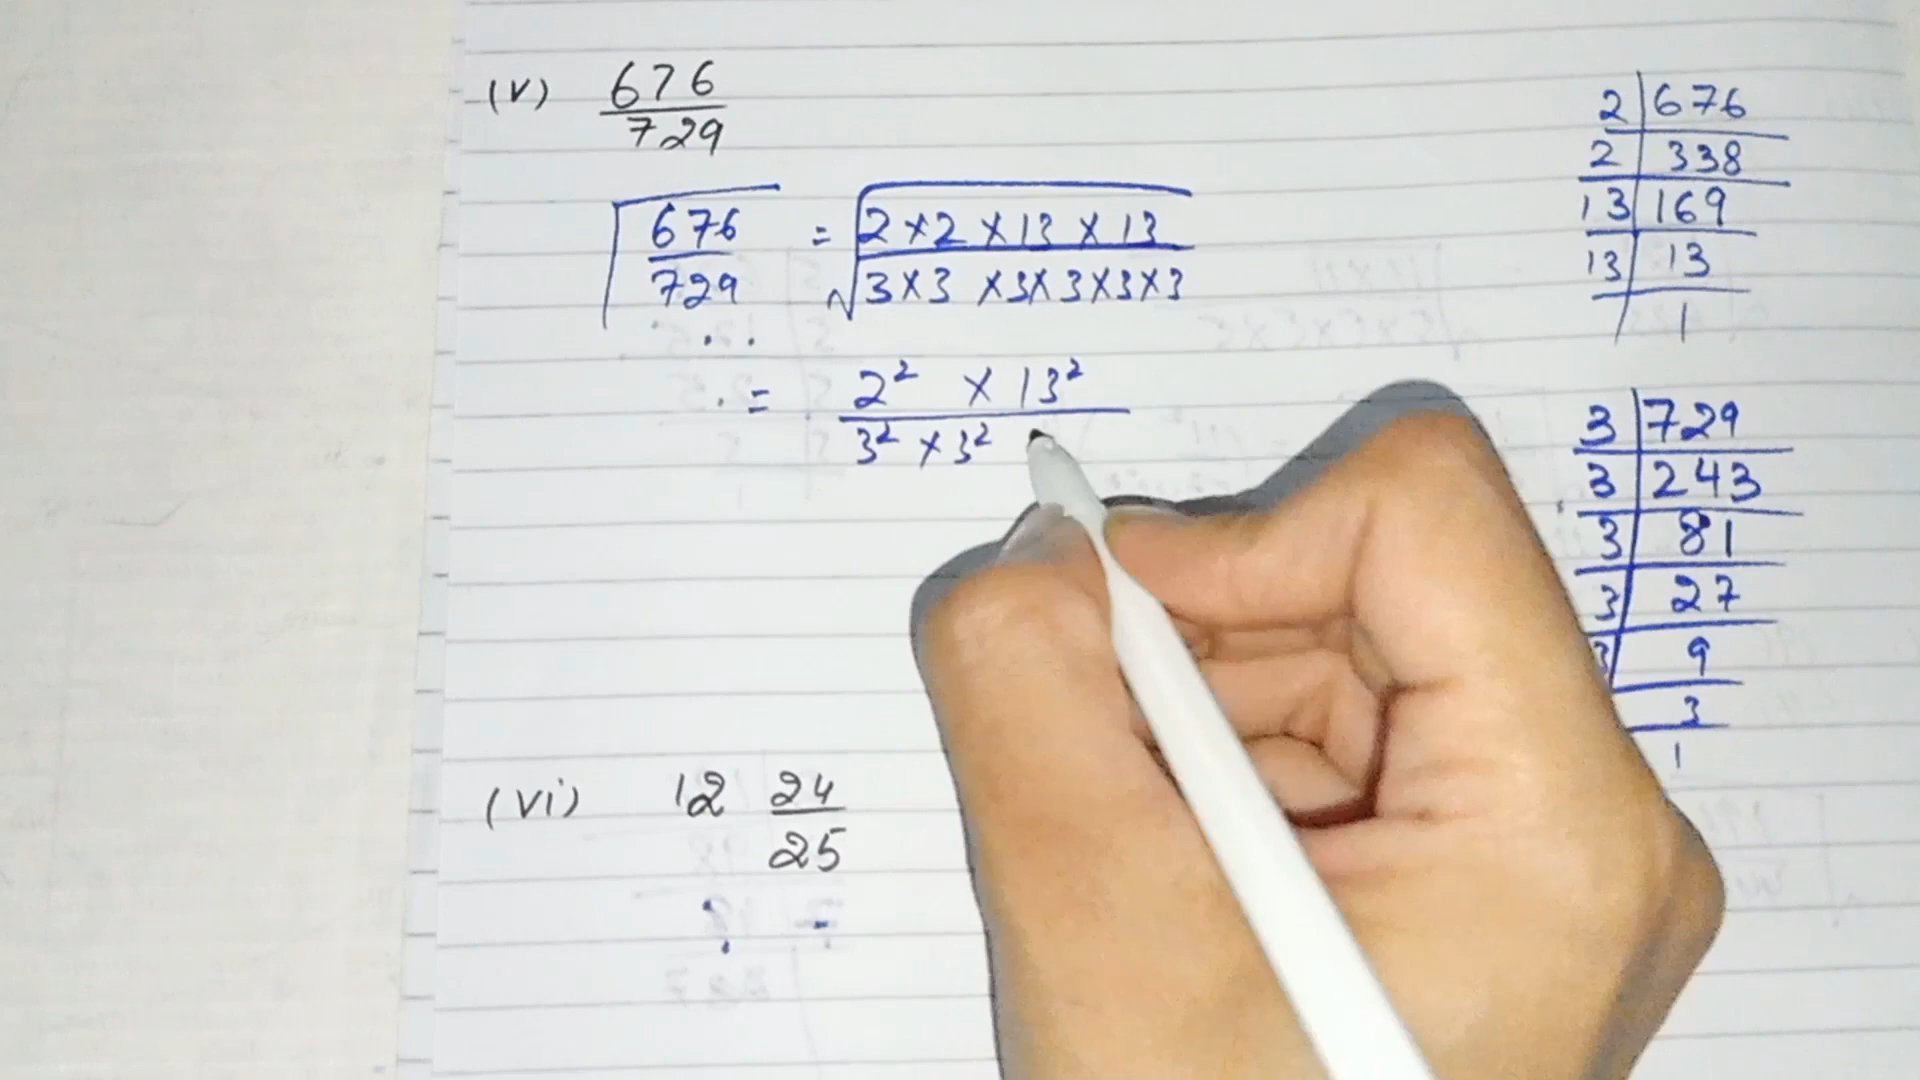 (v) 676/729
√676/729 = √2×2×13×13/3×3×3×3×3×3
= 2² × 13²/3² × 3²
(vi) 12 24/25
2 | 676
2 | 338
13 | 169
13 | 13
1
3 | 729
3 | 243
3 | 81
3 | 27
3 | 9
3
1